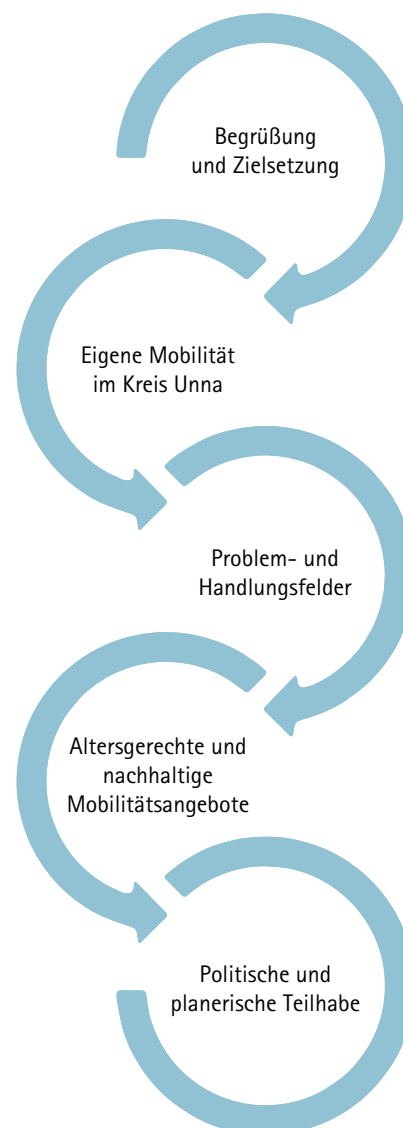 Begrüßung
und Zielsetzung
Eigene Mobilität
im Kreis Unna
Problem- und
Handlungsfelder
Altersgerechte und
nachhaltige
Mobilitätsangebote
Politische und
planerische Teilhabe